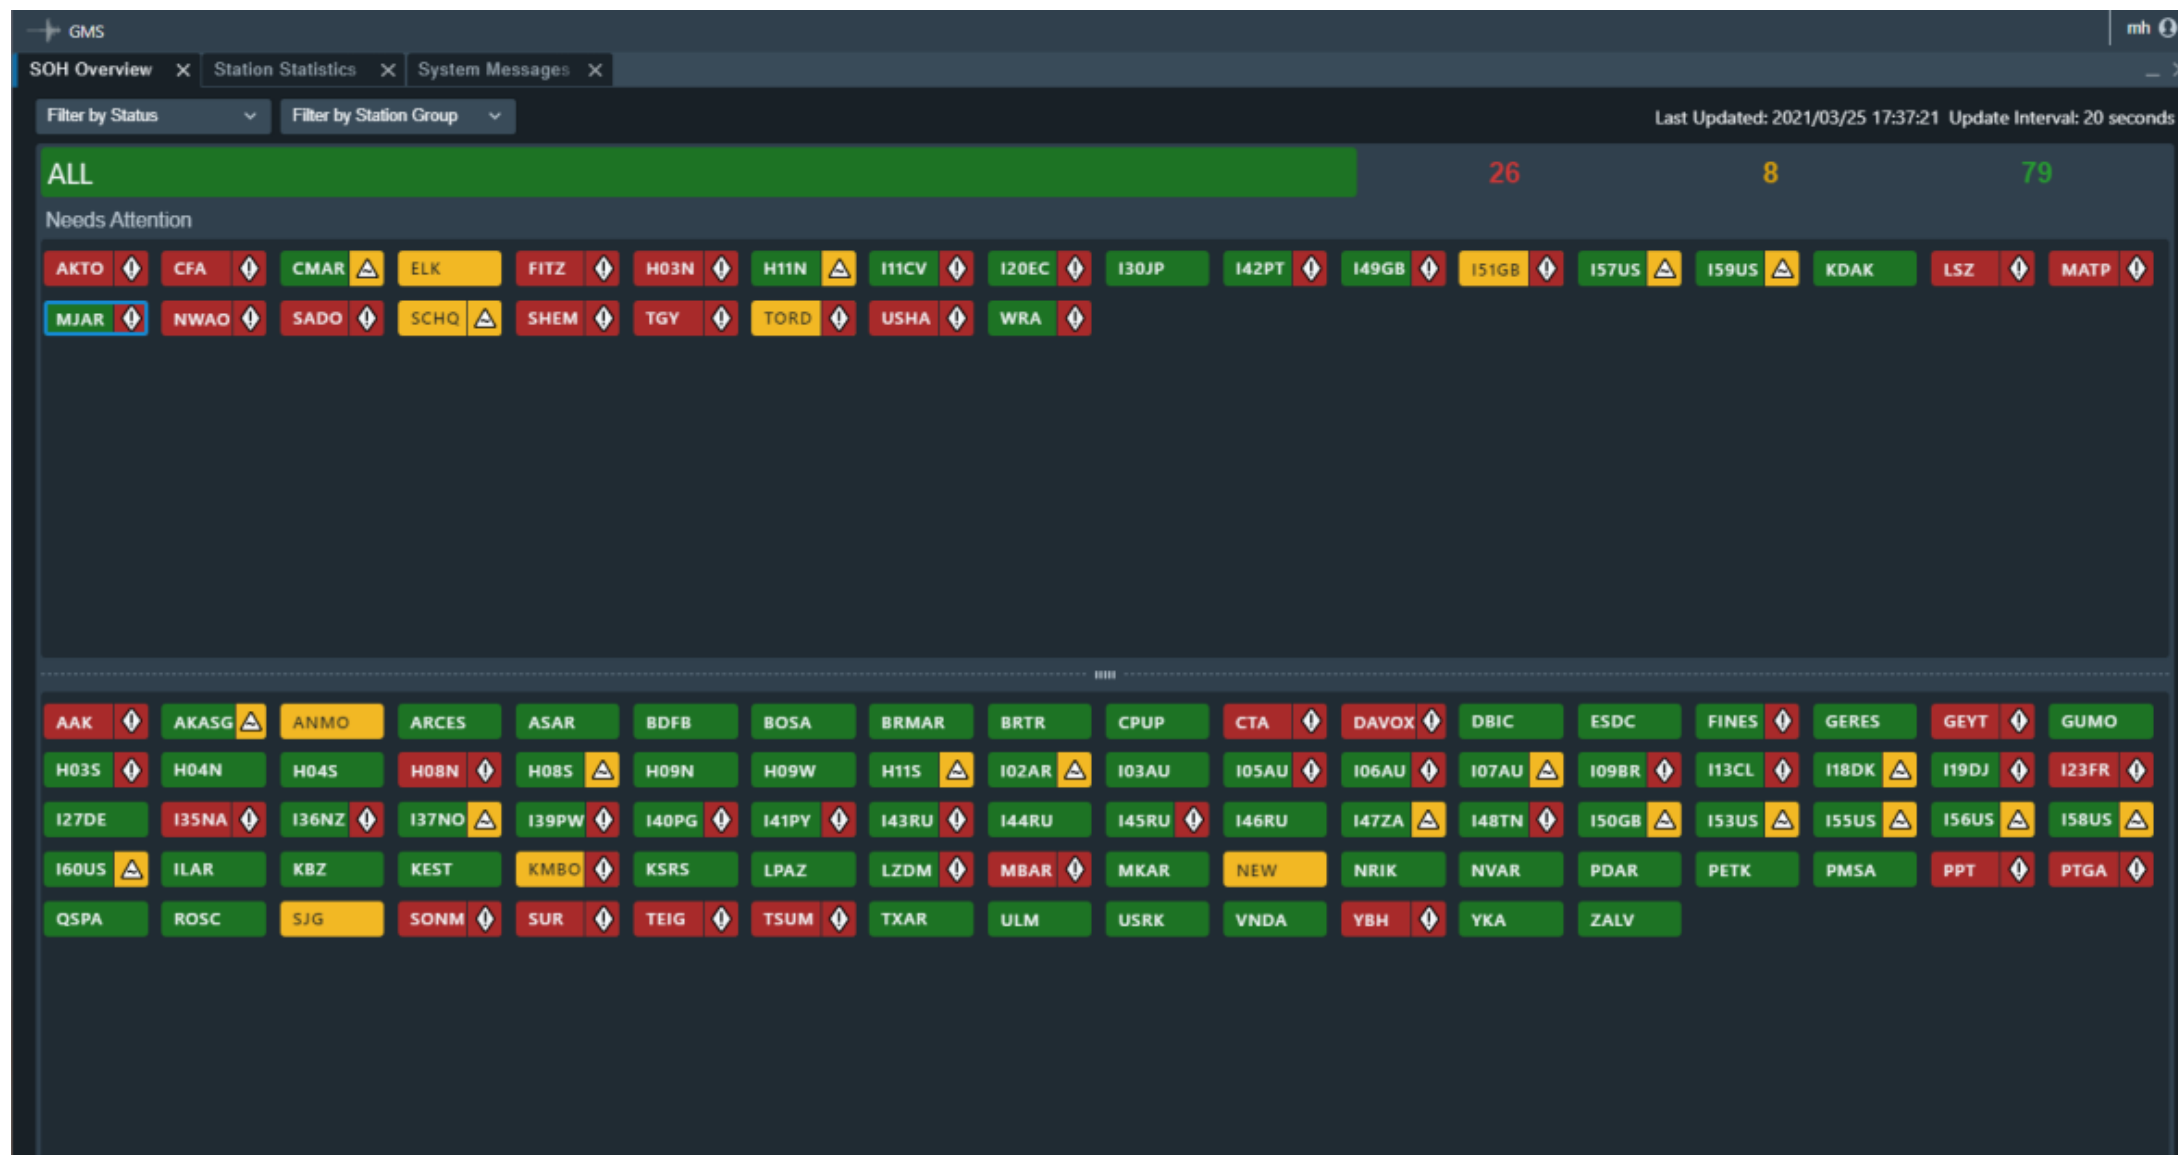 GMS
mh
SOH Overview Station Statistics System Messages
Filter by Status Filter by Station Group Last Updated: 2021/03/25 17:37:21 Update Interval: 20 seconds
ALL 26 8 79
Needs Attention
AKTO CFA CMAR ELK FITZ H03N H11N I11CV I20EC I30JP I42PT I49GB I51GB I57US I59US KDAK LSZ MATP
MJAR NWAO SADO SCHQ SHEM TGY TORD USHA WRA
AAK AKASG ANMO ARCES ASAR BDFB BOSA BRMAR BRTR CPUP CTA DAVOX DBIC ESDC FINES GERES GEYT GUMO
H03S H04N H04S H08N H08S H09N H09W H11S I02AR I03AU I05AU I06AU I07AU I09BR I13CL I18DK I19DJ I23FR
I27DE I35NA I36NZ I37NO I39PW I40PG I41PY I43RU I44RU I45RU I46RU I47ZA I48TN I50GB I53US I55US I56US I58US
I60US ILAR KBZ KEST KMBO KSRS LPAZ LZDM MBAR MKAR NEW NRIK NVAR PDAR PETK PMSA PPT PTGA
QSPA ROSC SJG SONM SUR TEIG TSUM TXAR ULM USRK VNDA YBH YKA ZALV